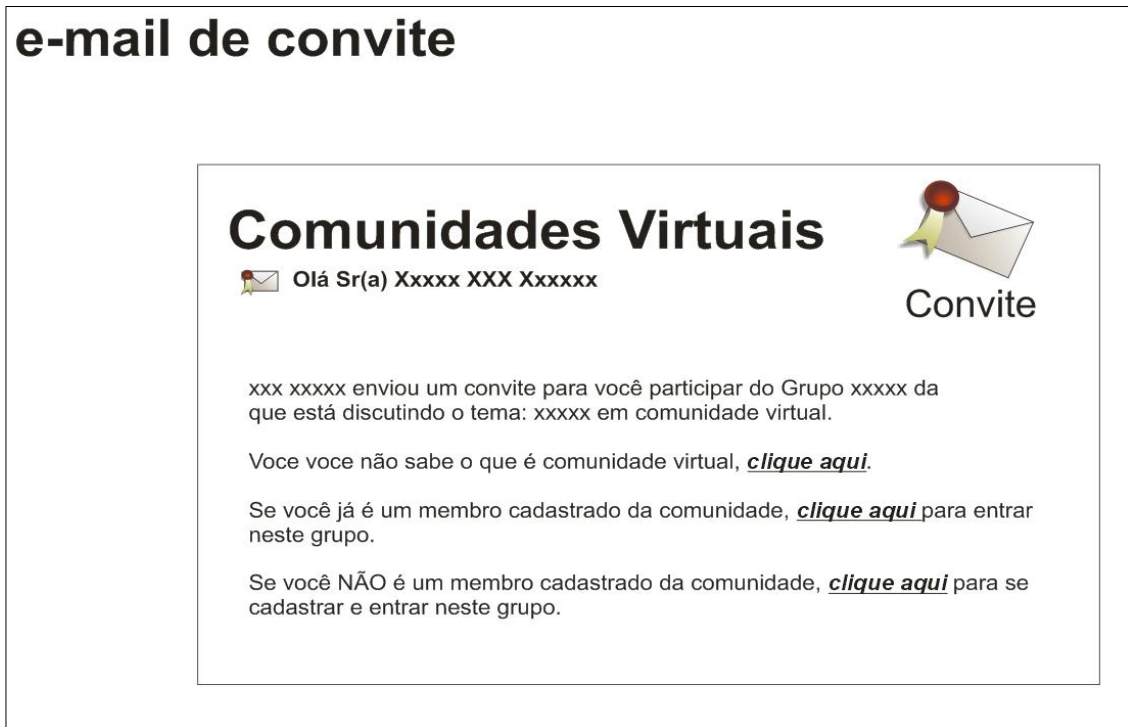 e-mail de convite
Comunidades Virtuais
Olá Sr(a) Xxxxx XXX Xxxxxx
Convite
xxx xxxxx enviou um convite para você participar do Grupo xxxxx da
que está discutindo o tema: xxxxx em comunidade virtual.
Voce voce não sabe o que é comunidade virtual, clique aqui.
Se você já é um membro cadastrado da comunidade, clique aqui para entrar
neste grupo.
Se você NÃO é um membro cadastrado da comunidade, clique aqui para se
cadastrar e entrar neste grupo.